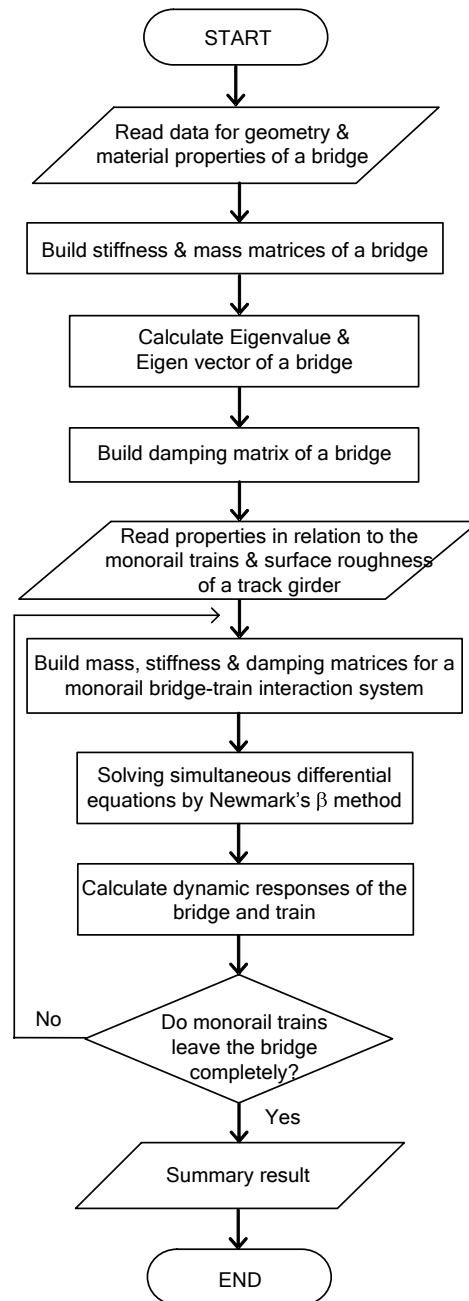 START
Read data for geometry &
material properties of a bridge
Build stiffness & mass matrices of a bridge
Calculate Eigenvalue &
Eigen vector of a bridge
Build damping matrix of a bridge
Read properties in relation to the
monorail trains & surface roughness
of a track girder
Build mass, stiffness & damping matrices for a
monorail bridge-train interaction system
Solving simultaneous differential
equations by Newmark's β method
Calculate dynamic responses of the
bridge and train
No
Do monorail trains
leave the bridge
completely?
Yes
Summary result
END